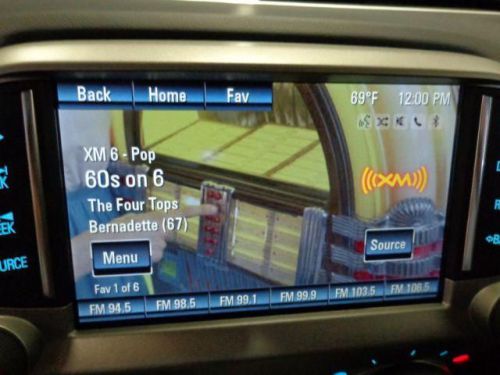 Back Home Fav 69°F 12:00 PM
XM 6 - Pop
60s on 6
The Four Tops
Bernadette (67)
XM
Menu
Source
Fav 1 of 6
FM 94.5 FM 98.5 FM 99.1 FM 99.9 FM 103.5 FM 106.5
OURCE